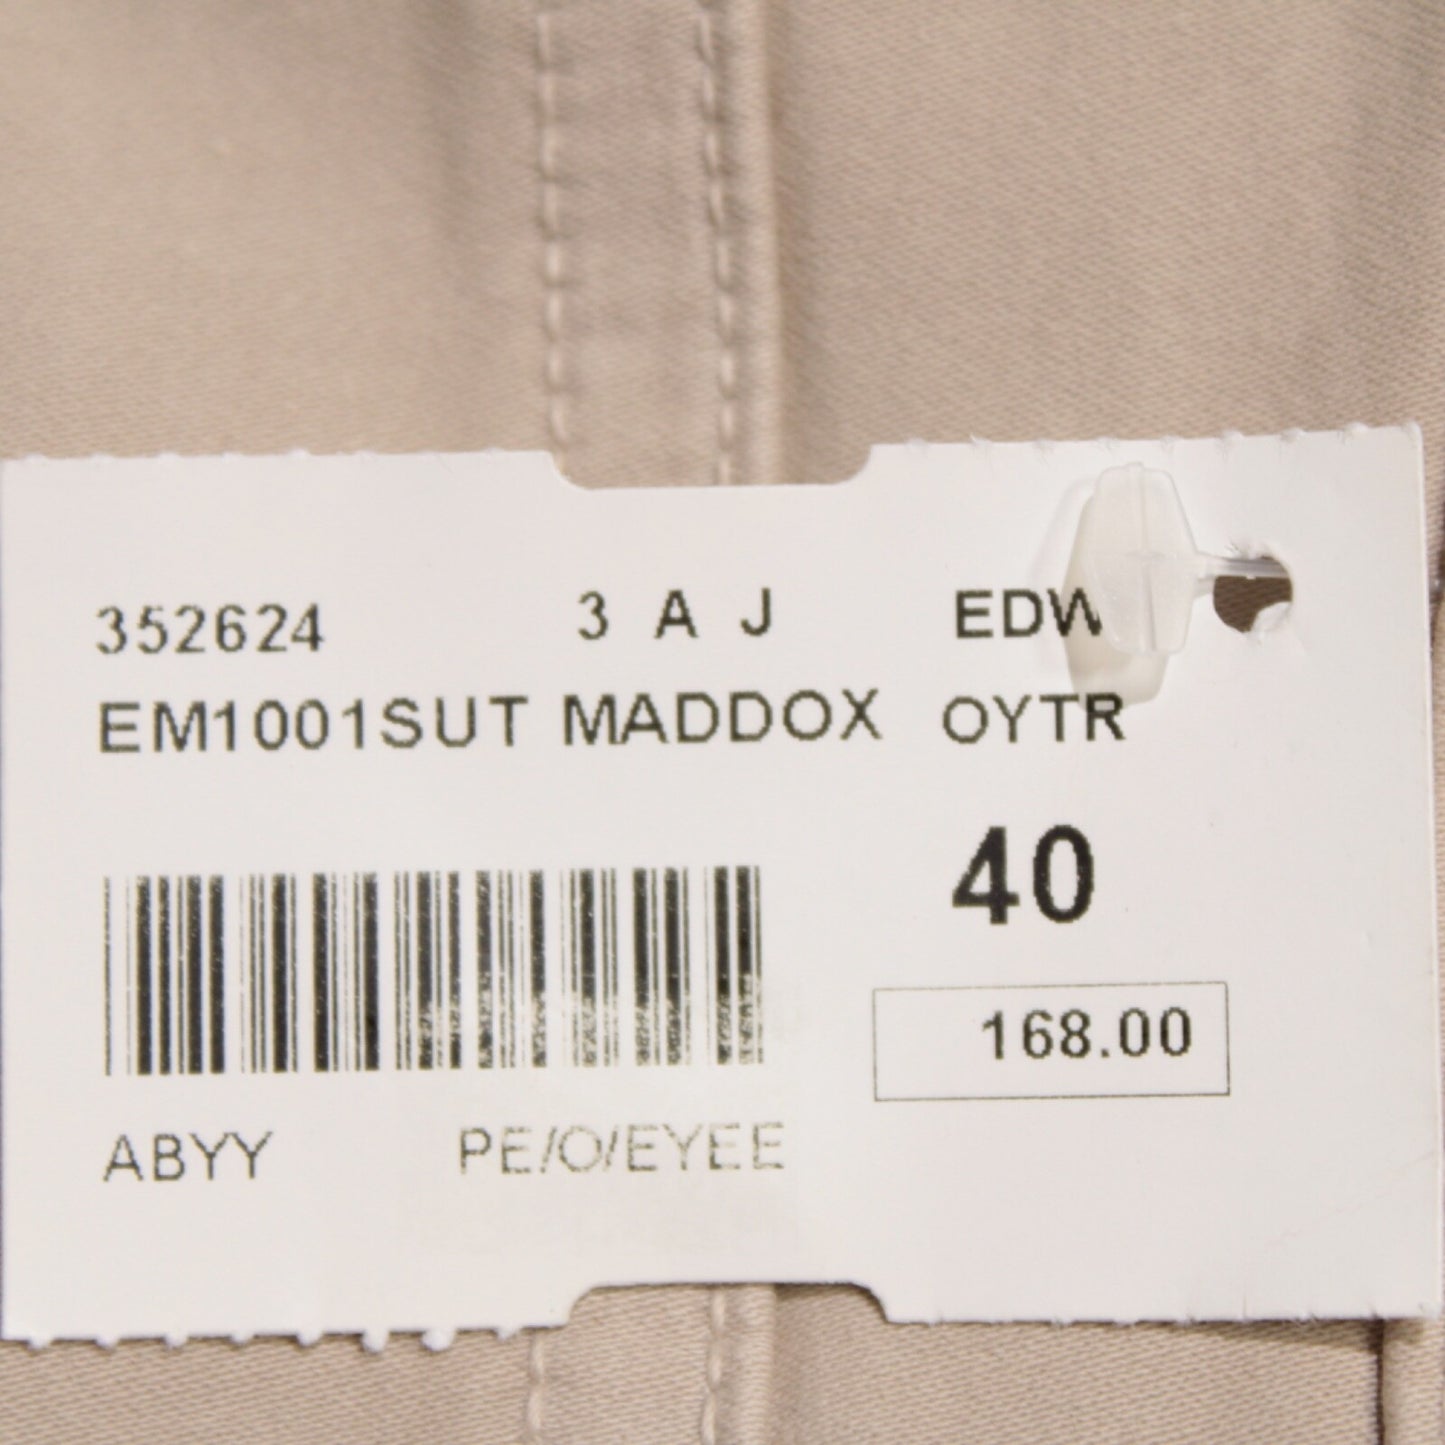 352624 3 A J EDW
EM1001SUT MADDOX OYTR
40
168.00
ABYY PE/O/EYEE